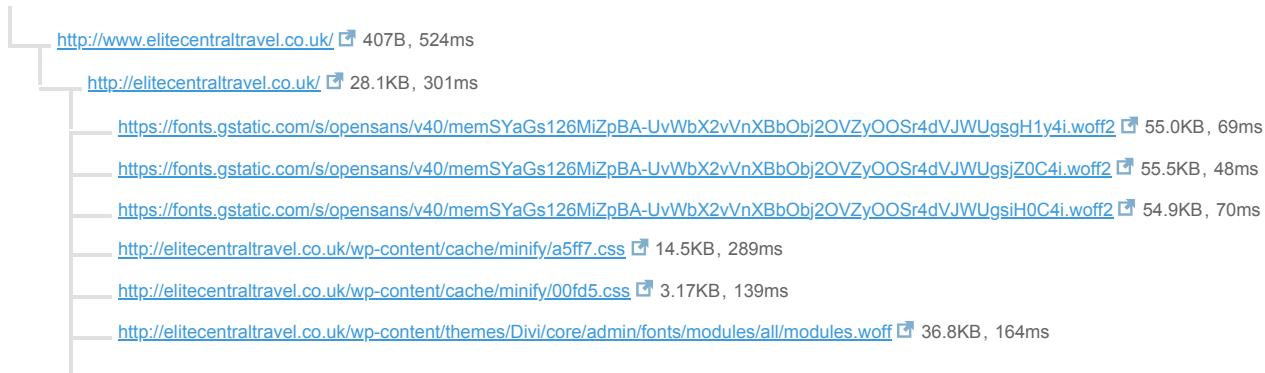 http://www.elitecentraltravel.co.uk/ 407B, 524ms
http://elitecentraltravel.co.uk/ 28.1KB, 301ms
https://fonts.gstatic.com/s/opensans/v40/memSYaGs126MiZpBA-UvWbX2vVnXBbObj2OVZyOOSr4dVJWUgsgH1y4i.woff2 55.0KB, 69ms
https://fonts.gstatic.com/s/opensans/v40/memSYaGs126MiZpBA-UvWbX2vVnXBbObj2OVZyOOSr4dVJWUgsjZ0C4i.woff2 55.5KB, 48ms
https://fonts.gstatic.com/s/opensans/v40/memSYaGs126MiZpBA-UvWbX2vVnXBbObj2OVZyOOSr4dVJWUgsiH0C4i.woff2 54.9KB, 70ms
http://elitecentraltravel.co.uk/wp-content/cache/minify/a5ff7.css 14.5KB, 289ms
http://elitecentraltravel.co.uk/wp-content/cache/minify/00fd5.css 3.17KB, 139ms
http://elitecentraltravel.co.uk/wp-content/themes/Divi/core/admin/fonts/modules/all/modules.woff 36.8KB, 164ms